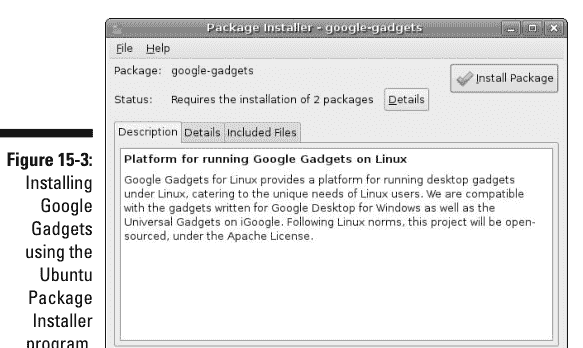 Package Installer - google-gadgets
File Help
Package: google-gadgets
Install Package
Status: Requires the installation of 2 packages Details
Description Details Included Files
Platform for running Google Gadgets on Linux
Google Gadgets for Linux provides a platform for running desktop gadgets
under Linux, catering to the unique needs of Linux users. We are compatible
with the gadgets written for Google Desktop for Windows as well as the
Universal Gadgets on iGoogle. Following Linux norms, this project will be open-
sourced, under the Apache License.
Figure 15-3:
Installing
Google
Gadgets
using the
Ubuntu
Package
Installer
program.